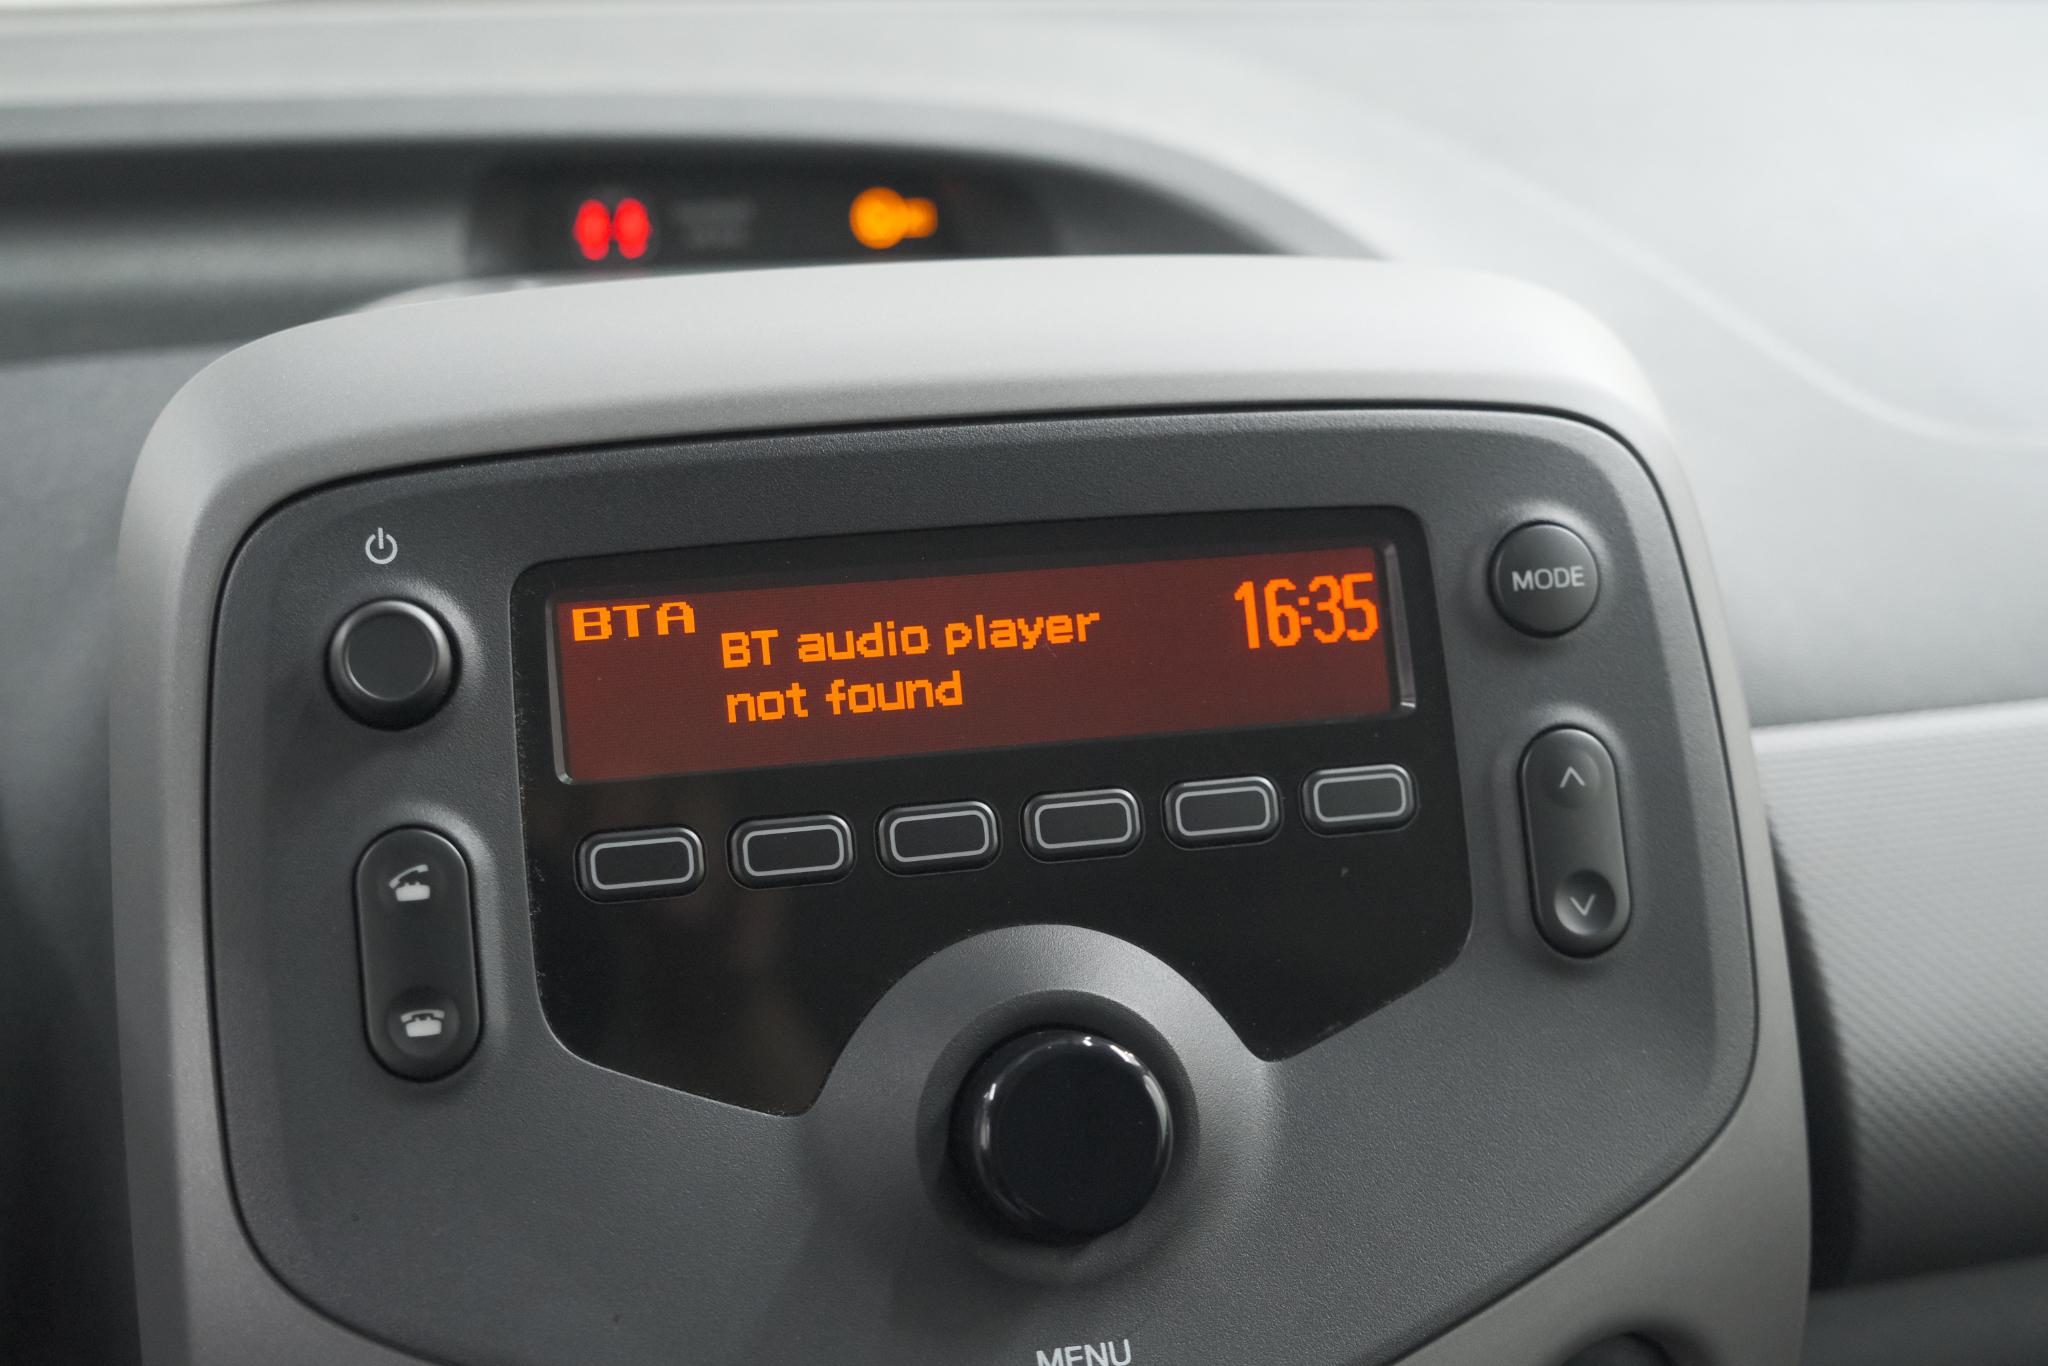 BTA
BT audio player
not found
16:35
MODE
MENU